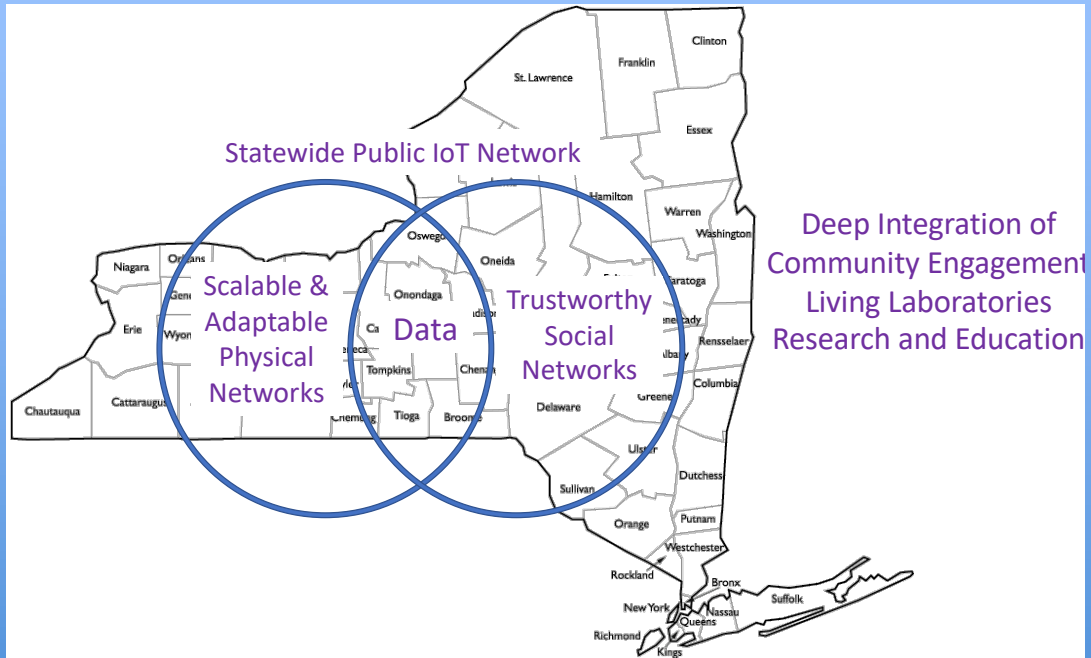 Clinton
Franklin
St. Lawrence
Essex
Statewide Public IoT Network
Hamilton
Warren
Washington
Oswego
Oneida
Niagara
Orleans
Onondaga
Erie
Tompkins
Chautauqua
Cattaraugus
Chemung
Tioga
Broome
Delaware
Greene
Albany
Rensselaer
Columbia
Scalable &
Adaptable
Physical
Networks
Data
Trustworthy
Social
Networks
Deep Integration of
Community Engagement
Living Laboratories
Research and Education
Ulster
Dutchess
Sullivan
Orange
Putnam
Westchester
Rockland
Bronx
New York
Nassau
Suffolk
Queens
Richmond
Kings